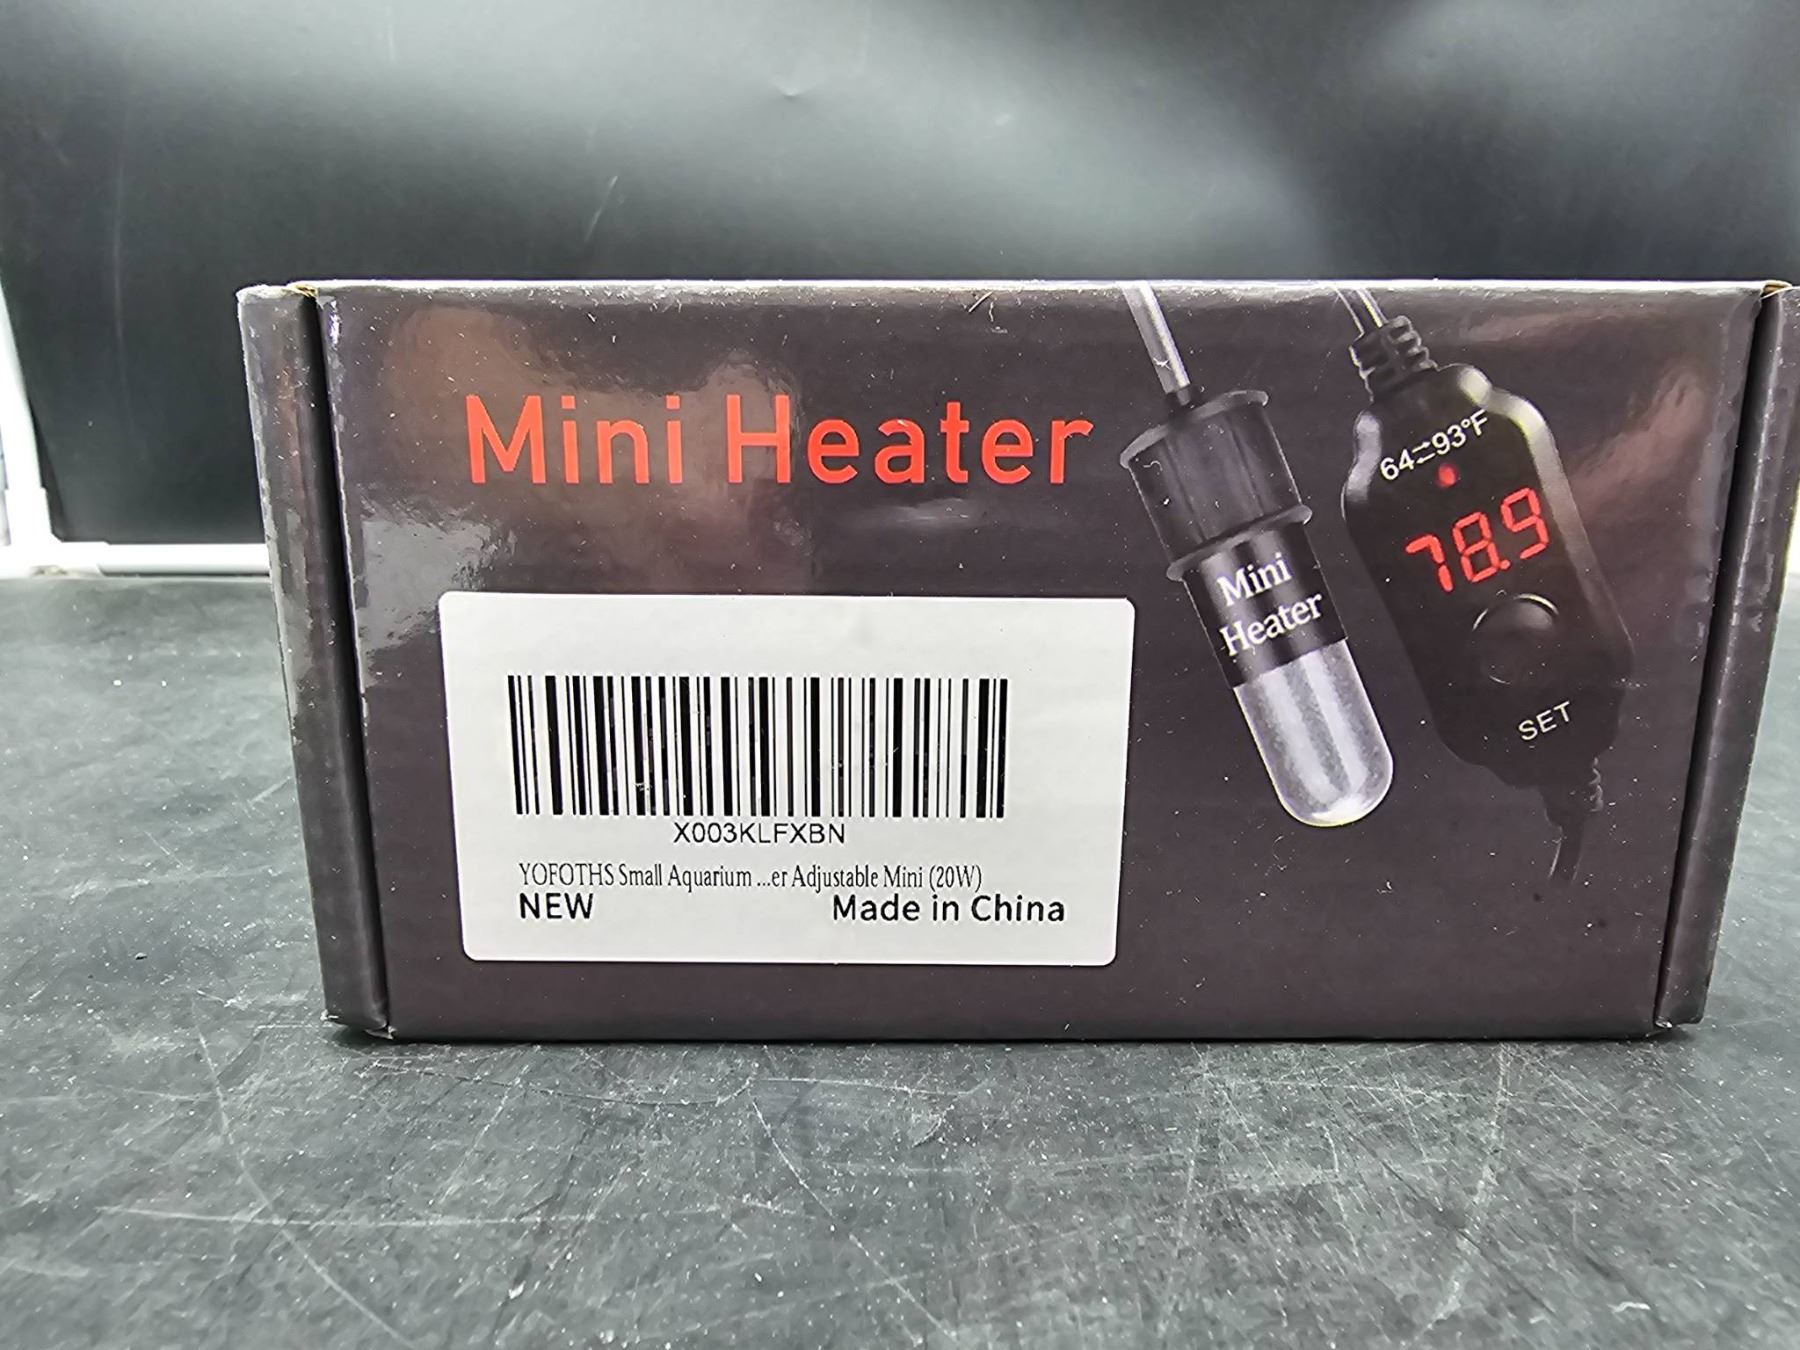 Mini Heater
64⇌93°F
78.9
Mini
Heater
SET
X003KLFXBN
YOFOTHS Small Aquarium ...er Adjustable Mini (20W)
NEW Made in China